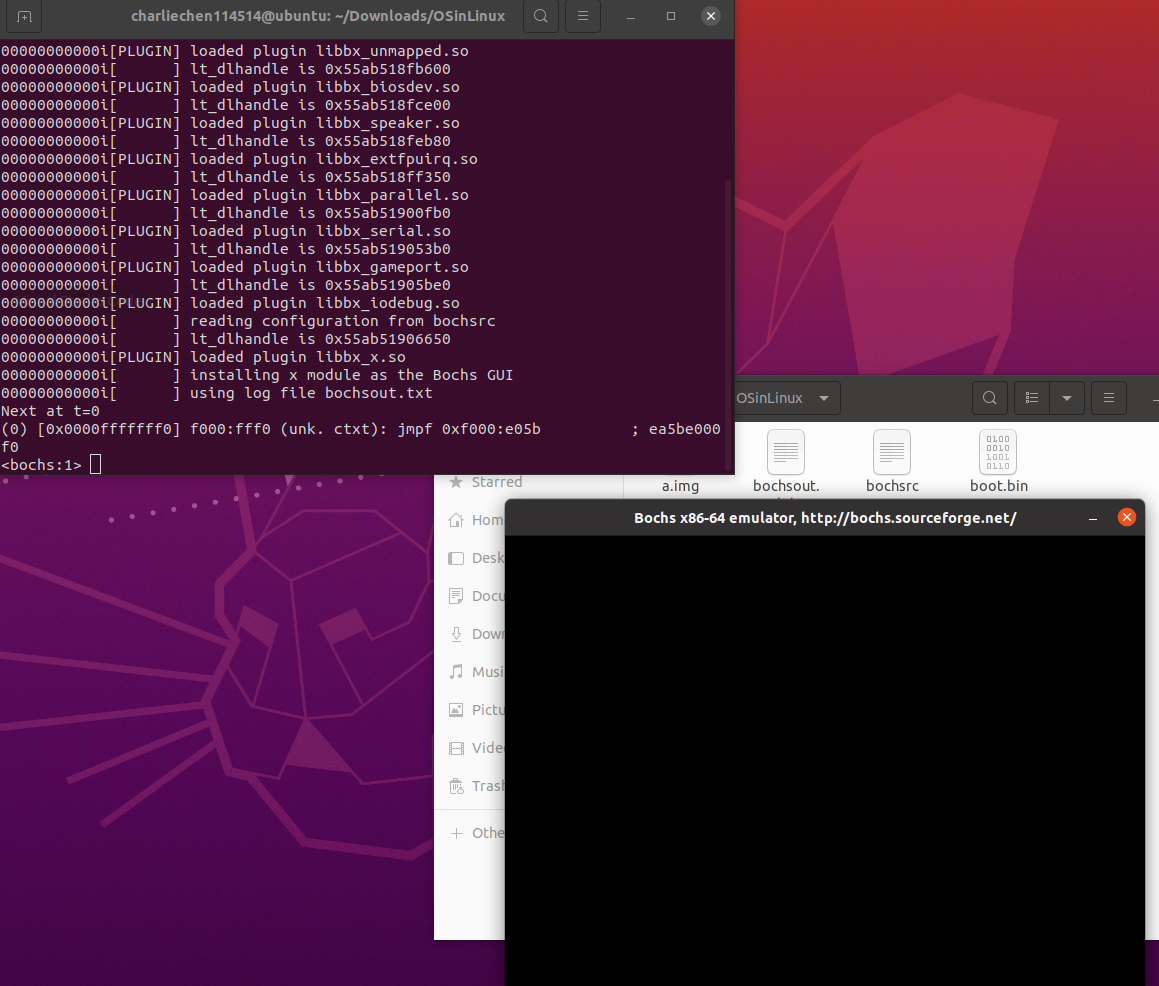 charliechen114514@ubuntu: ~/Downloads/OSinLinux
00000000000i[PLUGIN] loaded plugin libbx_unmapped.so
00000000000i[      ] lt_dlhandle is 0x55ab518fb600
00000000000i[PLUGIN] loaded plugin libbx_biosdev.so
00000000000i[      ] lt_dlhandle is 0x55ab518fce00
00000000000i[PLUGIN] loaded plugin libbx_speaker.so
00000000000i[      ] lt_dlhandle is 0x55ab518feb80
00000000000i[PLUGIN] loaded plugin libbx_extfpuirq.so
00000000000i[      ] lt_dlhandle is 0x55ab518ff350
00000000000i[PLUGIN] loaded plugin libbx_parallel.so
00000000000i[      ] lt_dlhandle is 0x55ab51900fb0
00000000000i[PLUGIN] loaded plugin libbx_serial.so
00000000000i[      ] lt_dlhandle is 0x55ab519053b0
00000000000i[PLUGIN] loaded plugin libbx_gameport.so
00000000000i[      ] lt_dlhandle is 0x55ab51905be0
00000000000i[PLUGIN] loaded plugin libbx_iodebug.so
00000000000i[      ] reading configuration from bochsrc
00000000000i[      ] lt_dlhandle is 0x55ab51906650
00000000000i[PLUGIN] loaded plugin libbx_x.so
00000000000i[      ] installing x module as the Bochs GUI
00000000000i[      ] using log file bochsout.txt
Next at t=0
(0) [0x0000fffffff0] f000:fff0 (unk. ctxt): jmpf 0xf000:e05b          ; ea5be000
f0
<bochs:1>
OSinLinux
a.img
bochsout.
bochsrc
0100
0010
1001
0110
boot.bin
Starred
Hom
Desk
Docu
Dow
Musi
Pictu
Vide
Tras
Othe
Bochs x86-64 emulator, http://bochs.sourceforge.net/